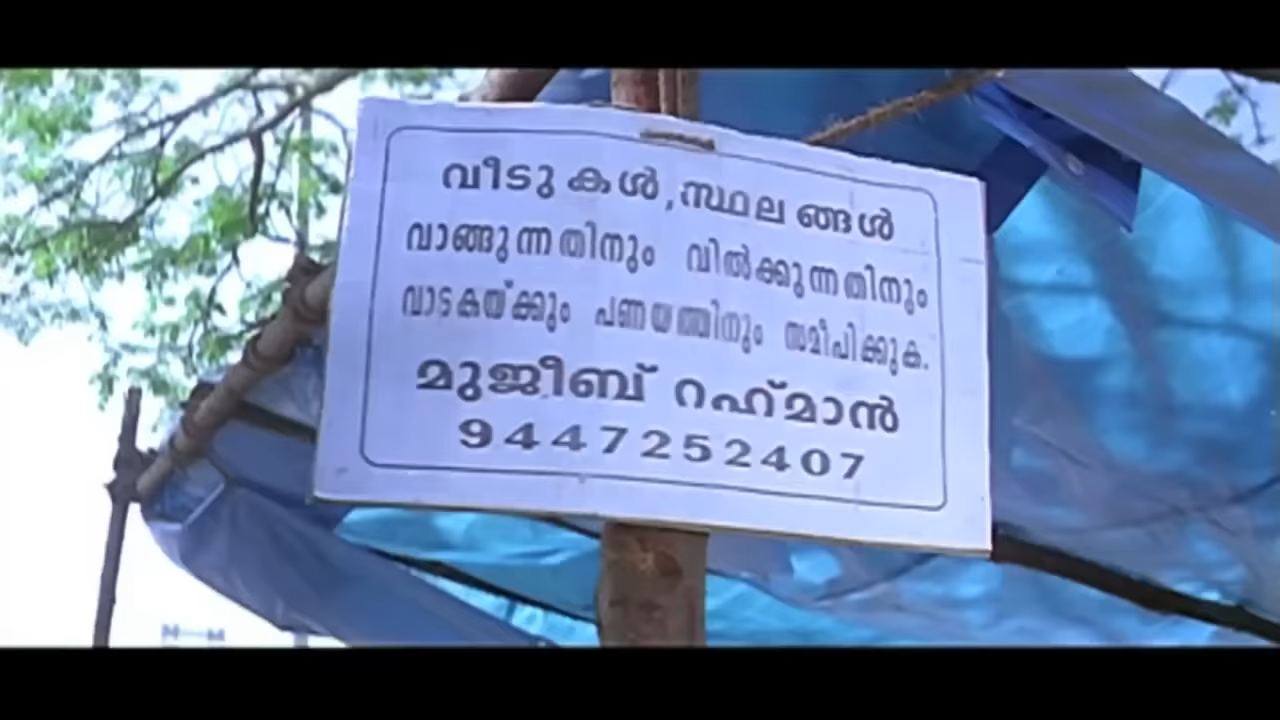 വീടുകൾ, സ്ഥലങ്ങൾ
വാങ്ങുന്നതിനും വിൽക്കുന്നതിനും
വാടകയ്ക്കും പണയത്തിനും സമീപിക്കുക.
മുജീബ് റഹ്‌മാൻ
9447252407